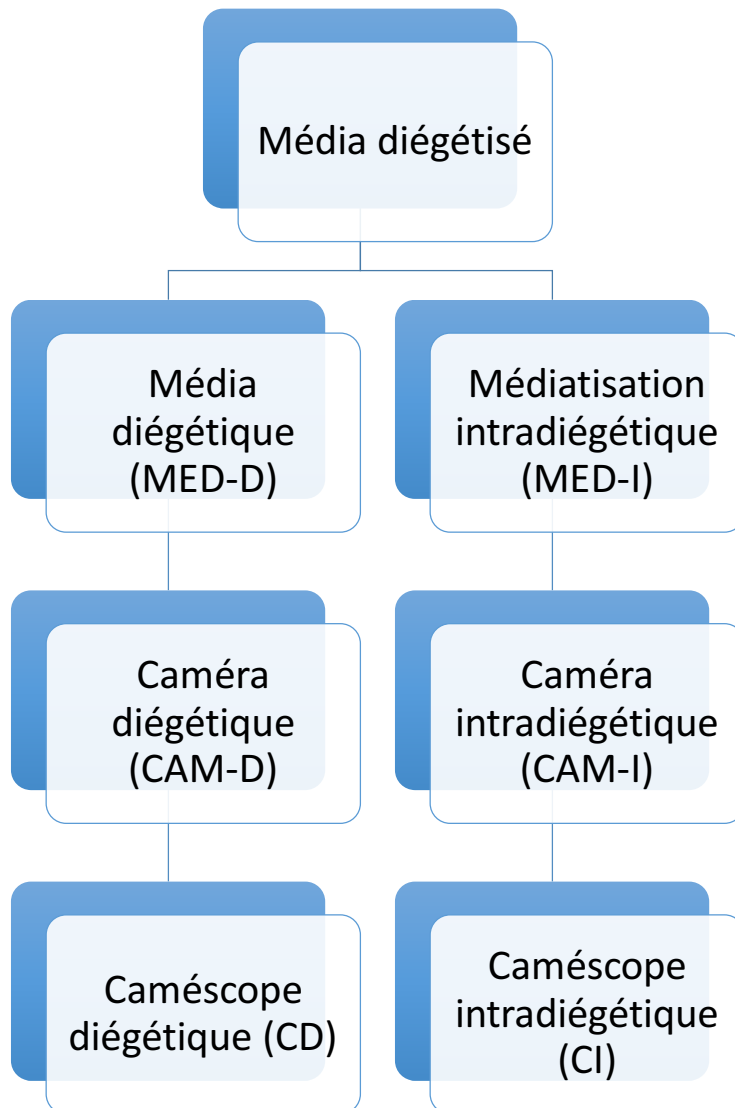 Média diégétisé
Média
diégétique
(MED-D)
Médiatisation
intradiégétique
(MED-I)
Caméra
diégétique
(CAM-D)
Caméra
intradiégétique
(CAM-I)
Caméscope
diégétique (CD)
Caméscope
intradiégétique
(CI)